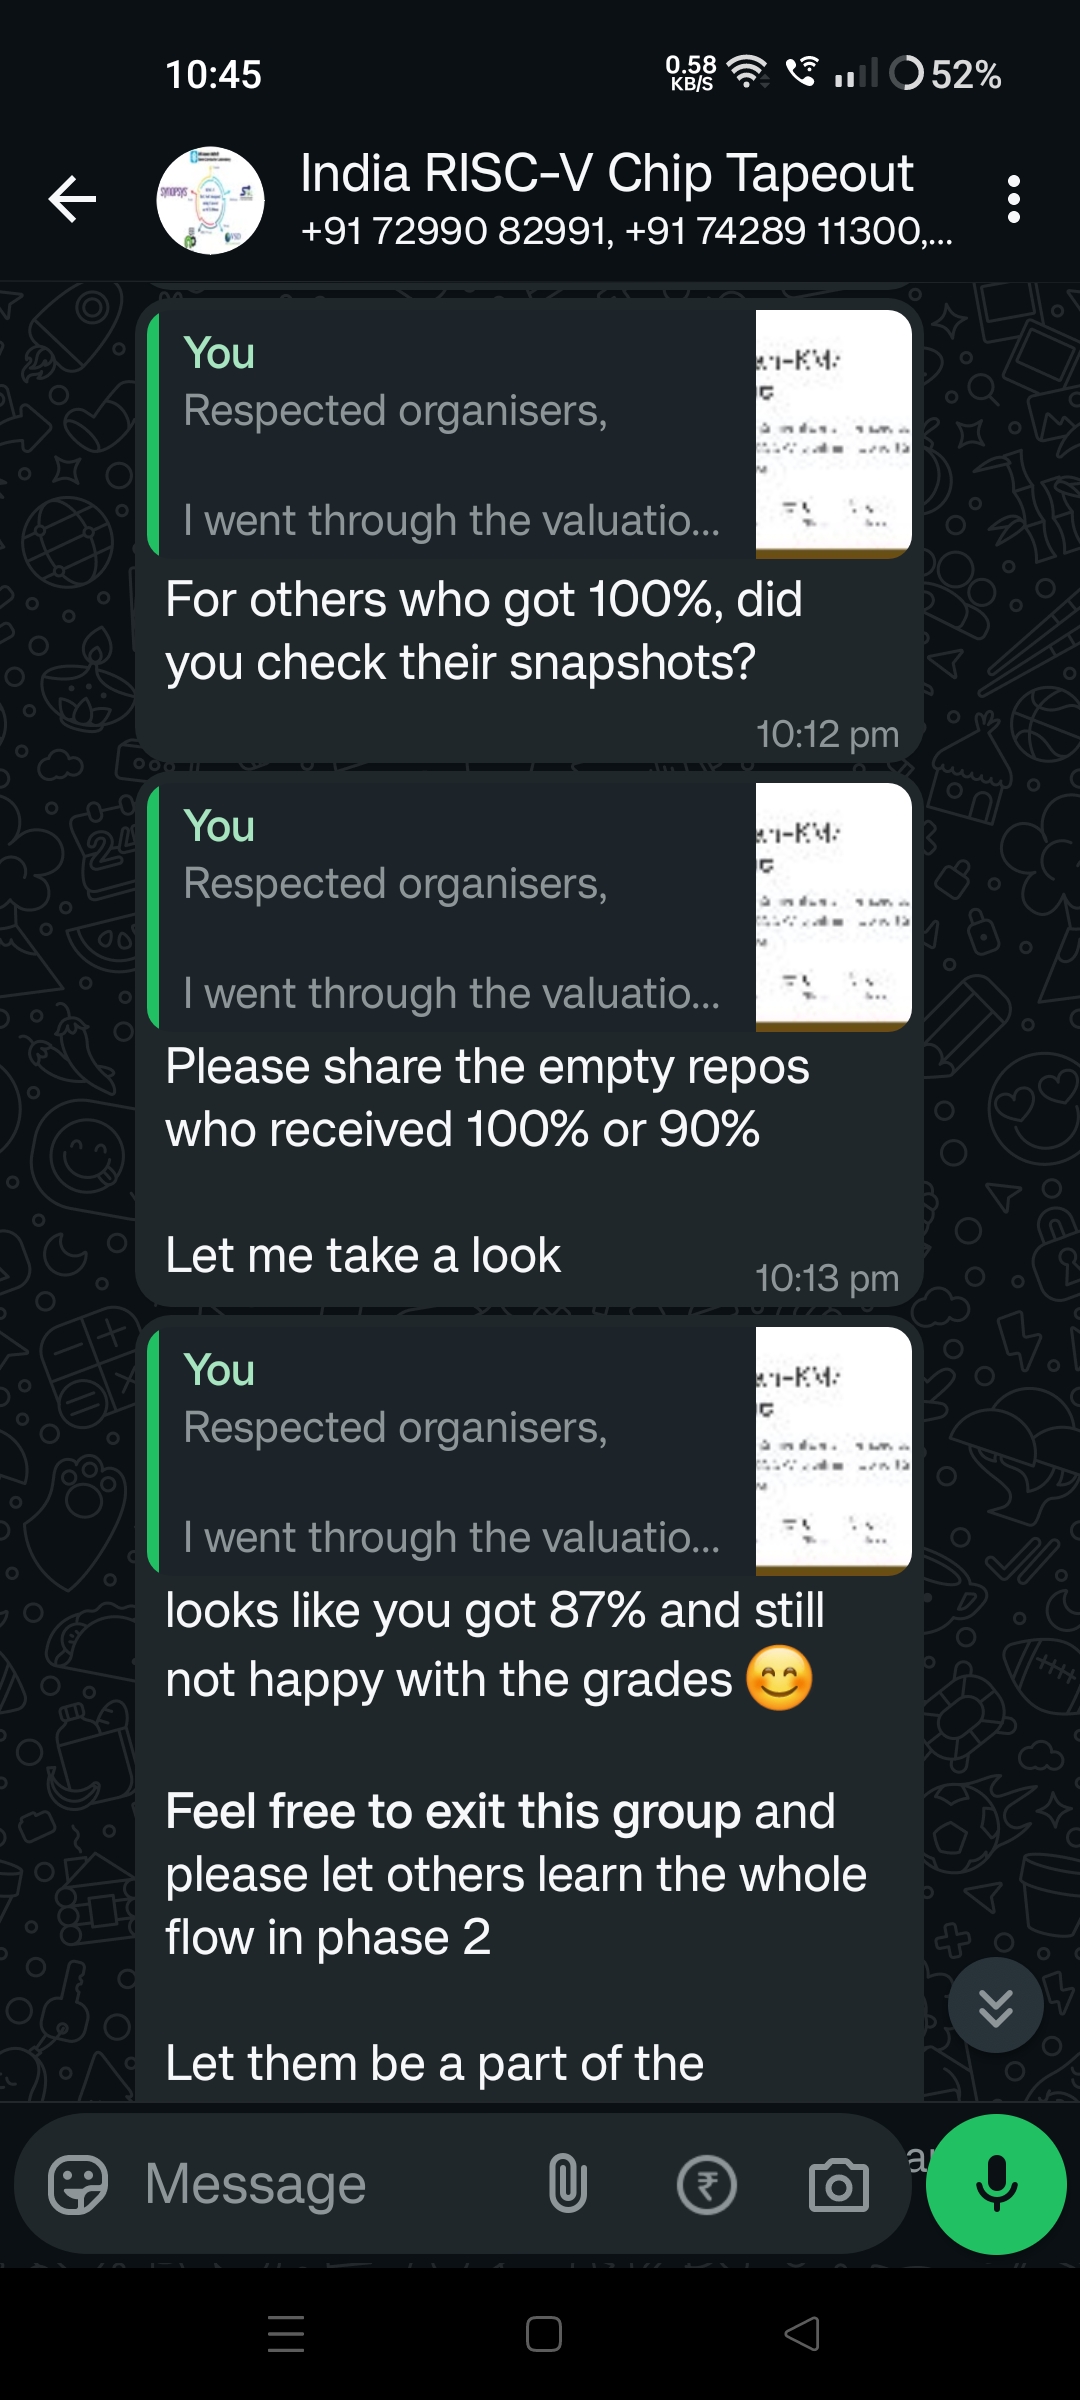 10:45
0.58
KB/S
52%
India RISC-V Chip Tapeout
+91 72990 82991, +91 74289 11300,...
You
Respected organisers,
I went through the valuatio...
For others who got 100%, did
you check their snapshots?
10:12 pm
You
Respected organisers,
I went through the valuatio...
Please share the empty repos
who received 100% or 90%
Let me take a look
10:13 pm
You
Respected organisers,
I went through the valuatio...
looks like you got 87% and still
not happy with the grades 😊
Feel free to exit this group and
please let others learn the whole
flow in phase 2
Let them be a part of the
Message